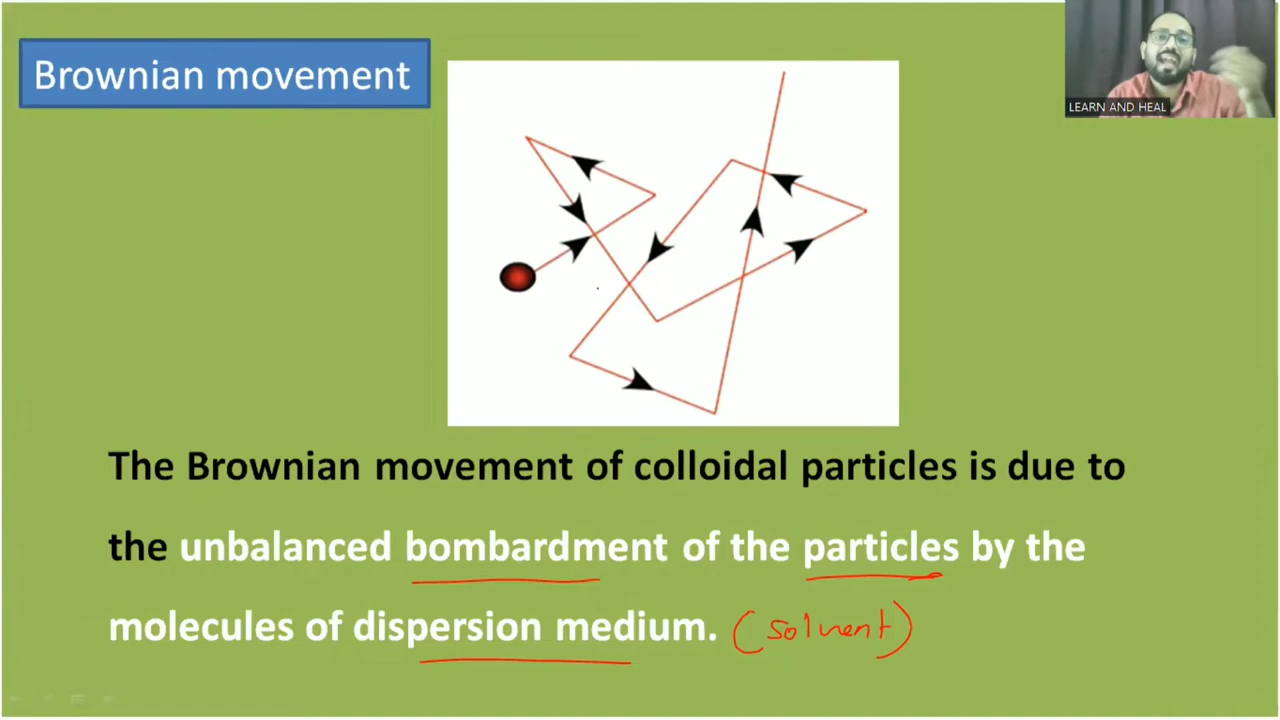 Brownian movement
LEARN AND HEAL
The Brownian movement of colloidal particles is due to
the unbalanced bombardment of the particles by the
molecules of dispersion medium. (solvent)